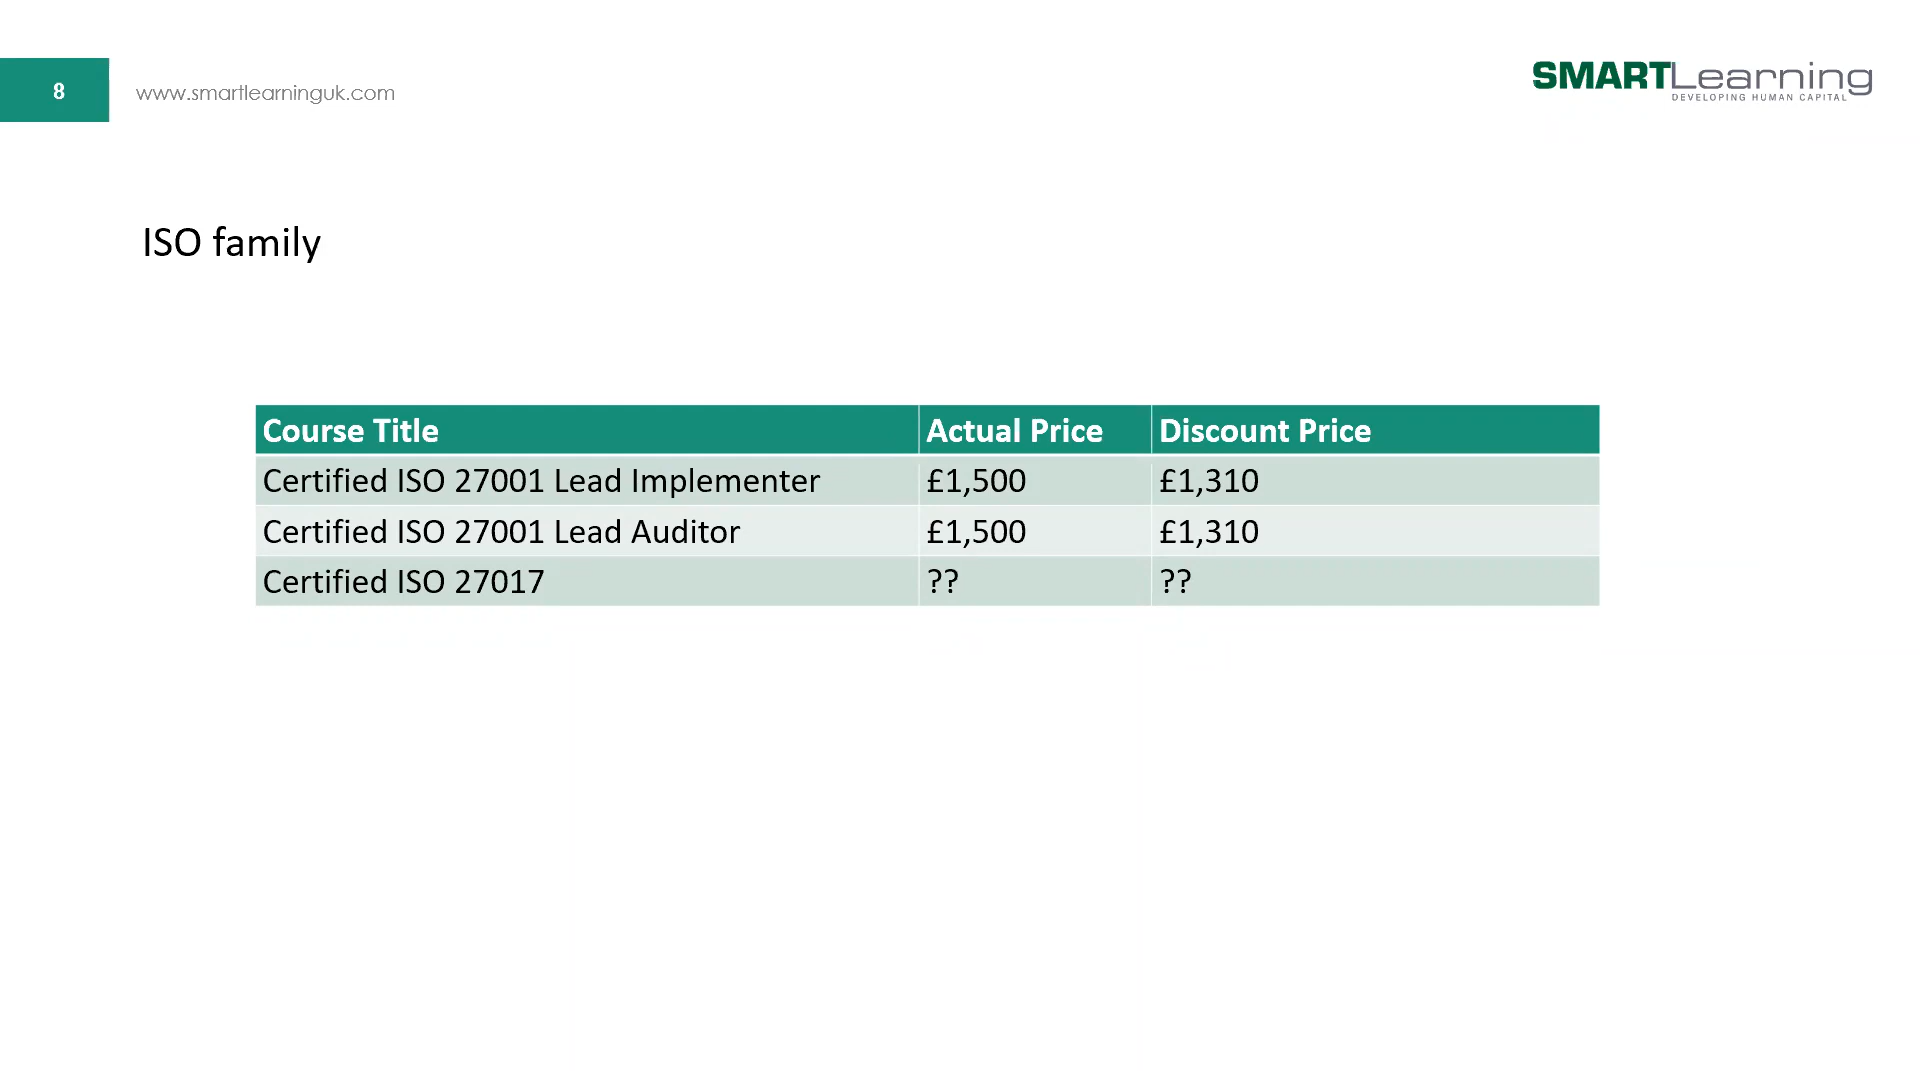 8
www.smartlearninguk.com
SMARTLearning
DEVELOPING HUMAN CAPITAL
ISO family
Course Title Actual Price Discount Price
Certified ISO 27001 Lead Implementer £1,500 £1,310
Certified ISO 27001 Lead Auditor £1,500 £1,310
Certified ISO 27017 ?? ??